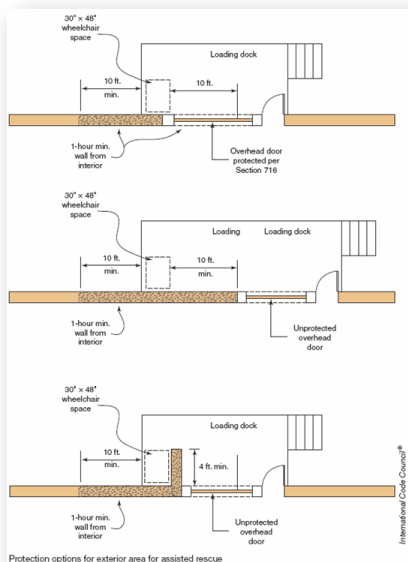 30" × 48"
wheelchair
space
Loading dock
10 ft.
min.
10 ft.
1-hour min.
wall from
interior
Overhead door
protected per
Section 716
30" × 48"
wheelchair
space
Loading
Loading dock
10 ft.
min.
10 ft.
min.
1-hour min.
wall from
interior
Unprotected
overhead
door
30" × 48"
wheelchair
space
Loading dock
10 ft.
min.
4 ft. min.
1-hour min.
wall from
interior
Unprotected
overhead
door
International Code Council®
Protection options for exterior area for assisted rescue